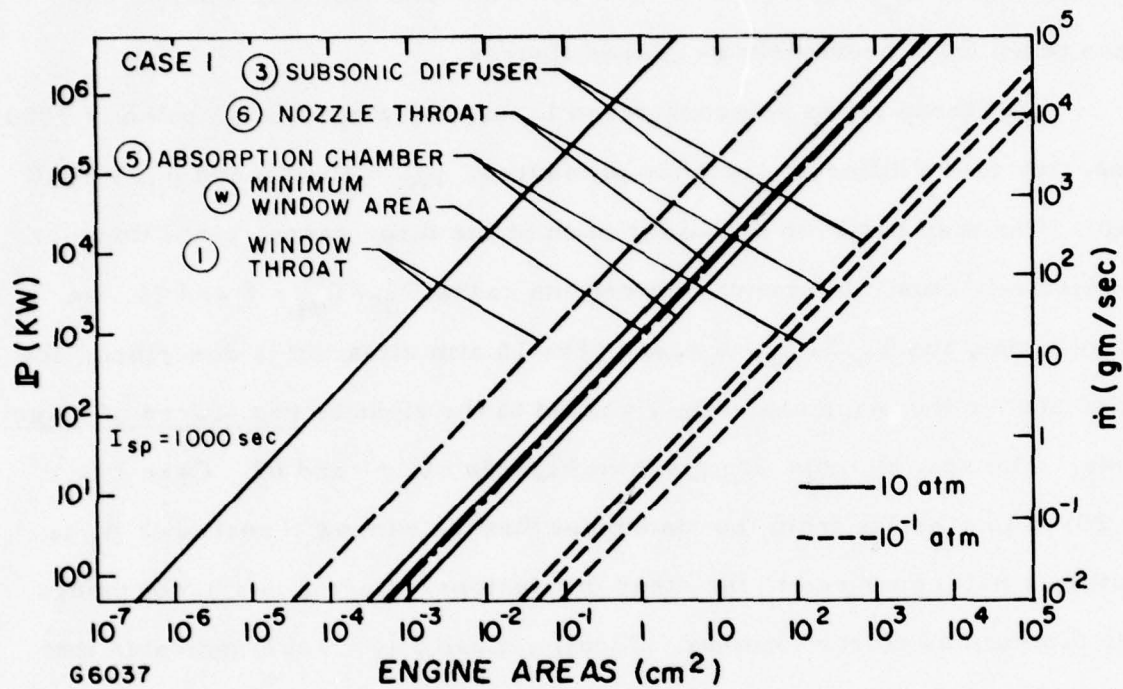 CASE I
③ SUBSONIC DIFFUSER
⑥ NOZZLE THROAT
⑤ ABSORPTION CHAMBER
Ⓦ MINIMUM
WINDOW AREA
① WINDOW
THROAT
I_sp = 1000 sec
10 atm
10⁻¹ atm
ℙ (KW)
10⁶
10⁵
10⁴
10³
10²
10¹
10⁰
ṁ (gm/sec)
10⁵
10⁴
10³
10²
10
1
10⁻¹
10⁻²
10⁻⁷ 10⁻⁶ 10⁻⁵ 10⁻⁴ 10⁻³ 10⁻² 10⁻¹ 10⁰ 10¹ 10² 10³ 10⁴ 10⁵
G6037
ENGINE AREAS (cm²)